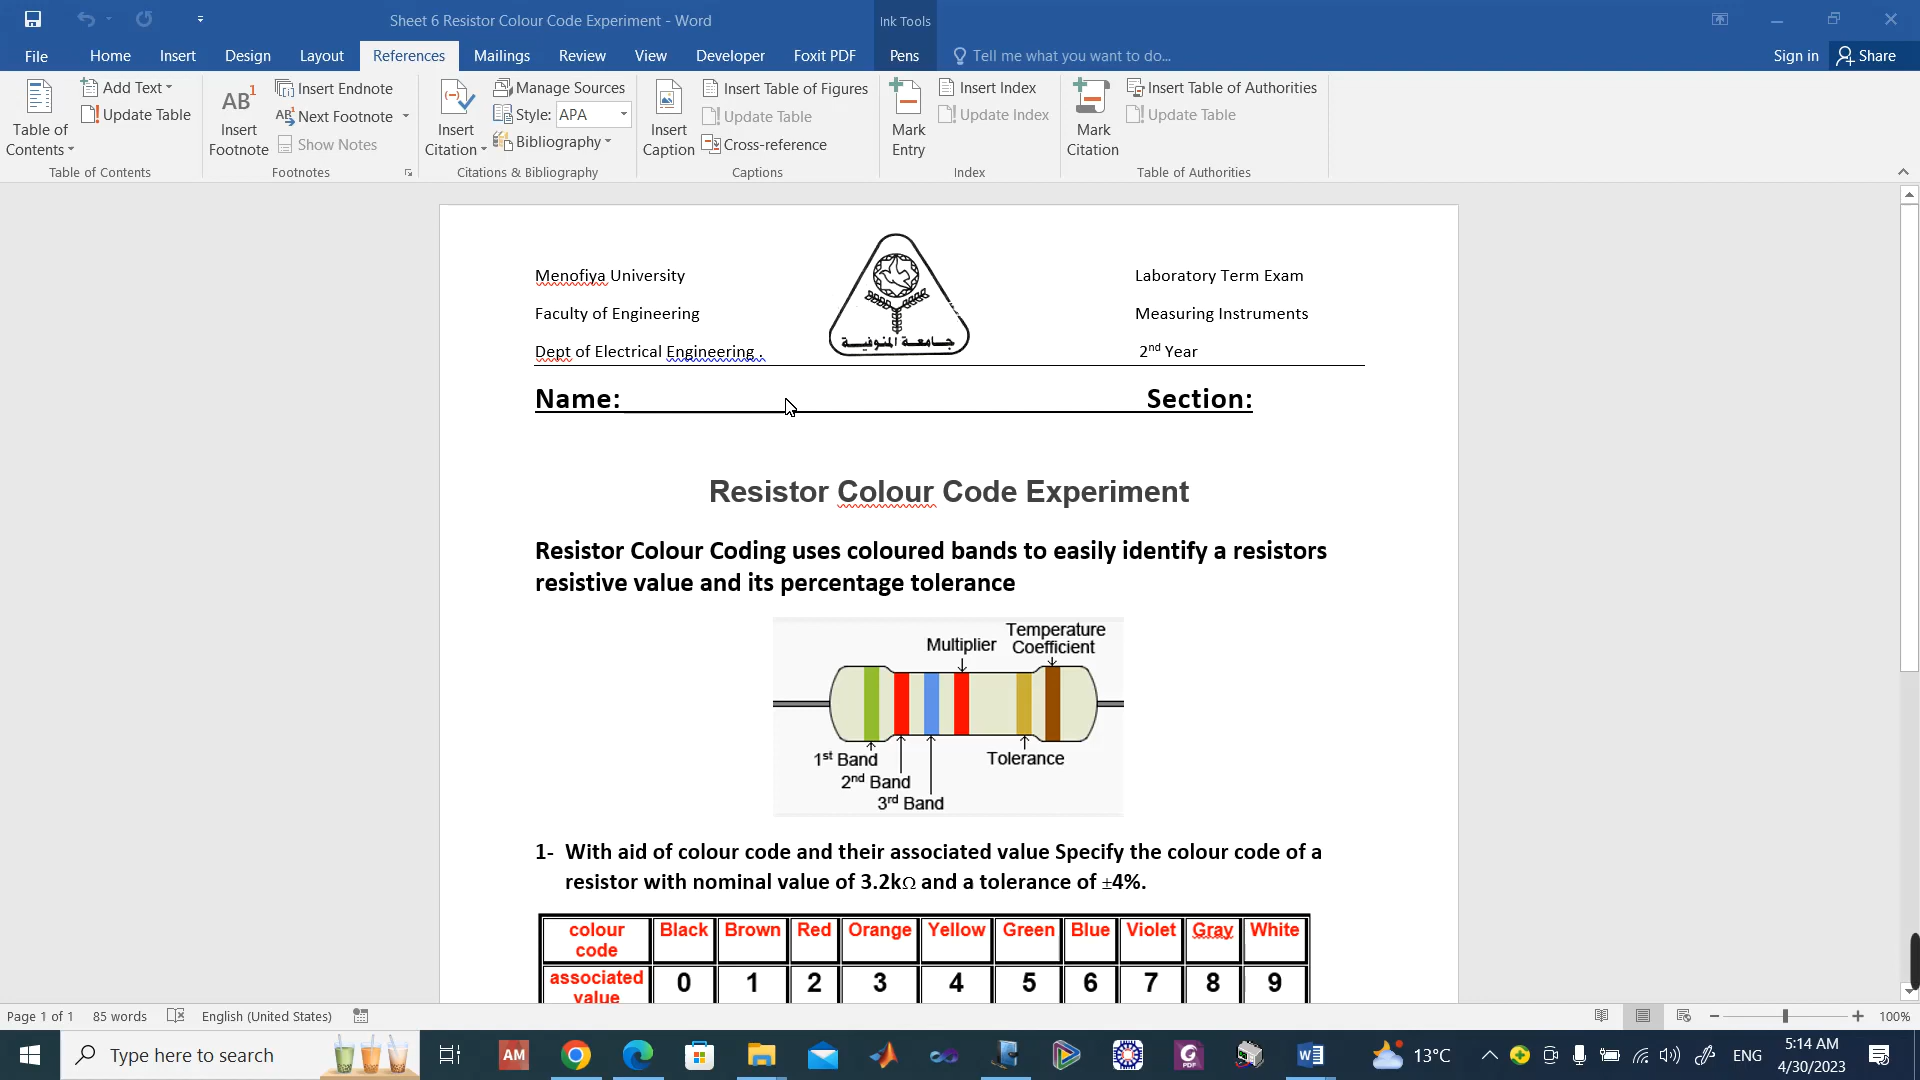 Sheet 6 Resistor Colour Code Experiment - Word
Ink Tools
File Home Insert Design Layout References Mailings Review View Developer Foxit PDF Pens Tell me what you want to do... Sign in Share
Table of Contents
Add Text
Update Table
Table of Contents
AB1 Insert Footnote
Insert Endnote
AB Next Footnote
Show Notes
Footnotes
Insert Citation
Manage Sources
Style: APA
Bibliography
Citations & Bibliography
Insert Caption
Insert Table of Figures
Update Table
Cross-reference
Captions
Mark Entry
Insert Index
Update Index
Index
Mark Citation
Insert Table of Authorities
Update Table
Table of Authorities
Menofiya University
Faculty of Engineering
Dept of Electrical Engineering .
جامعة المنوفية
Laboratory Term Exam
Measuring Instruments
2nd Year
Name: Section:
Resistor Colour Code Experiment
Resistor Colour Coding uses coloured bands to easily identify a resistors
resistive value and its percentage tolerance
Multiplier
Temperature
Coefficient
1st Band
2nd Band
3rd Band
Tolerance
1- With aid of colour code and their associated value Specify the colour code of a
resistor with nominal value of 3.2kΩ and a tolerance of ±4%.
colour code Black Brown Red Orange Yellow Green Blue Violet Gray White
associated value 0 1 2 3 4 5 6 7 8 9
Page 1 of 1 85 words English (United States) 100%
Type here to search
AM
PDF
13°C
ENG
5:14 AM
4/30/2023